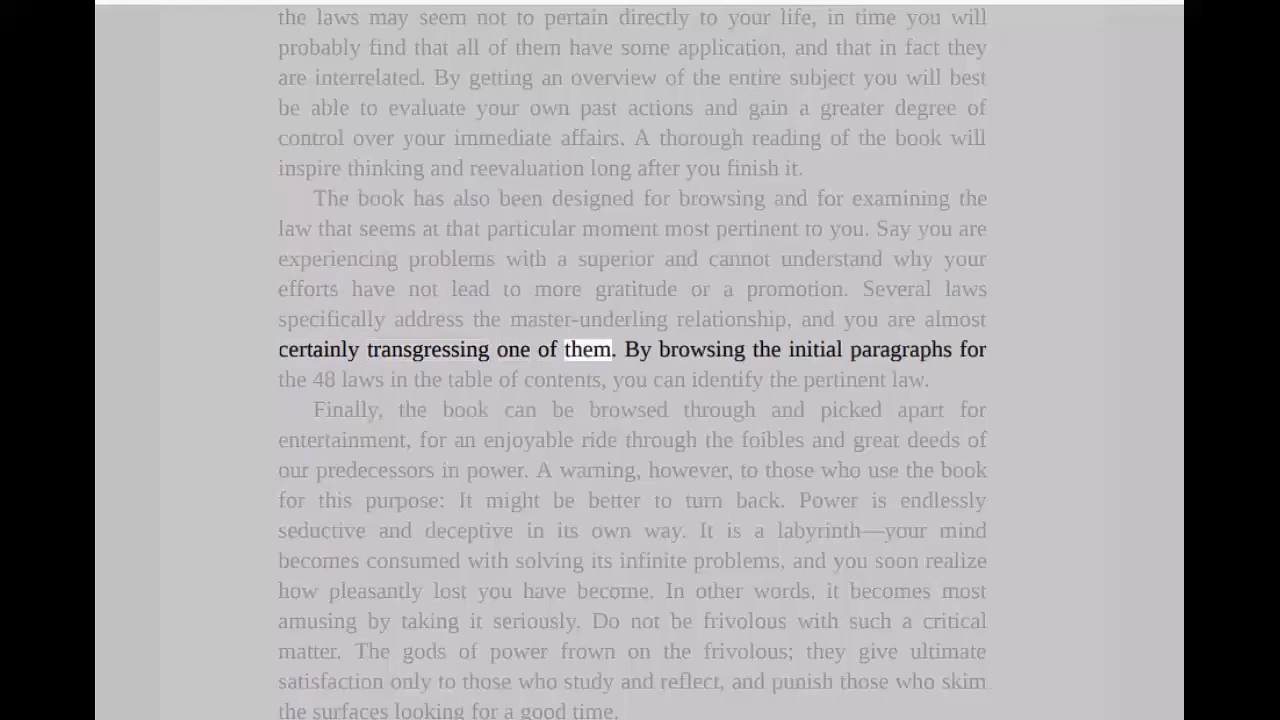 the laws may seem not to pertain directly to your life, in time you will
probably find that all of them have some application, and that in fact they
are interrelated. By getting an overview of the entire subject you will best
be able to evaluate your own past actions and gain a greater degree of
control over your immediate affairs. A thorough reading of the book will
inspire thinking and reevaluation long after you finish it.
The book has also been designed for browsing and for examining the
law that seems at that particular moment most pertinent to you. Say you are
experiencing problems with a superior and cannot understand why your
efforts have not lead to more gratitude or a promotion. Several laws
specifically address the master-underling relationship, and you are almost
certainly transgressing one of them. By browsing the initial paragraphs for
the 48 laws in the table of contents, you can identify the pertinent law.
Finally, the book can be browsed through and picked apart for
entertainment, for an enjoyable ride through the foibles and great deeds of
our predecessors in power. A warning, however, to those who use the book
for this purpose: It might be better to turn back. Power is endlessly
seductive and deceptive in its own way. It is a labyrinth—your mind
becomes consumed with solving its infinite problems, and you soon realize
how pleasantly lost you have become. In other words, it becomes most
amusing by taking it seriously. Do not be frivolous with such a critical
matter. The gods of power frown on the frivolous; they give ultimate
satisfaction only to those who study and reflect, and punish those who skim
the surfaces looking for a good time.